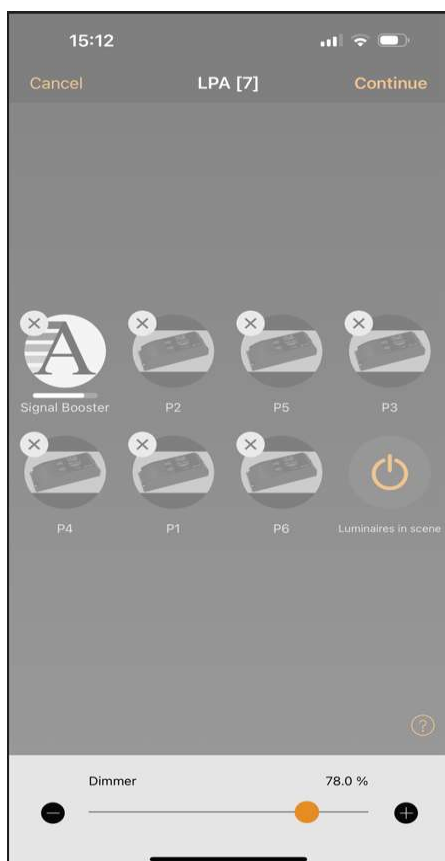 15:12
Cancel LPA [7] Continue
A
Signal Booster P2 P5 P3
P4 P1 P6 Luminaires in scene
?
Dimmer 78.0 %